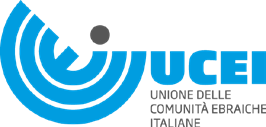 UCEI
UNIONE DELLE
COMUNITÀ EBRAICHE
ITALIANE